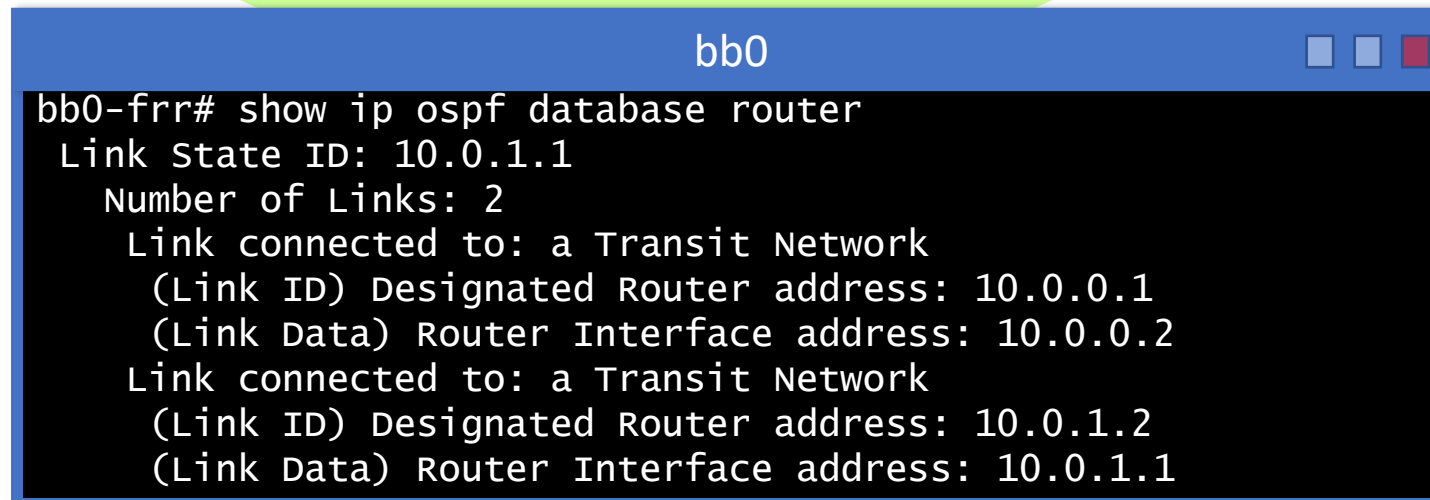 bb0
bb0-frr# show ip ospf database router
Link State ID: 10.0.1.1
Number of Links: 2
Link connected to: a Transit Network
(Link ID) Designated Router address: 10.0.0.1
(Link Data) Router Interface address: 10.0.0.2
Link connected to: a Transit Network
(Link ID) Designated Router address: 10.0.1.2
(Link Data) Router Interface address: 10.0.1.1